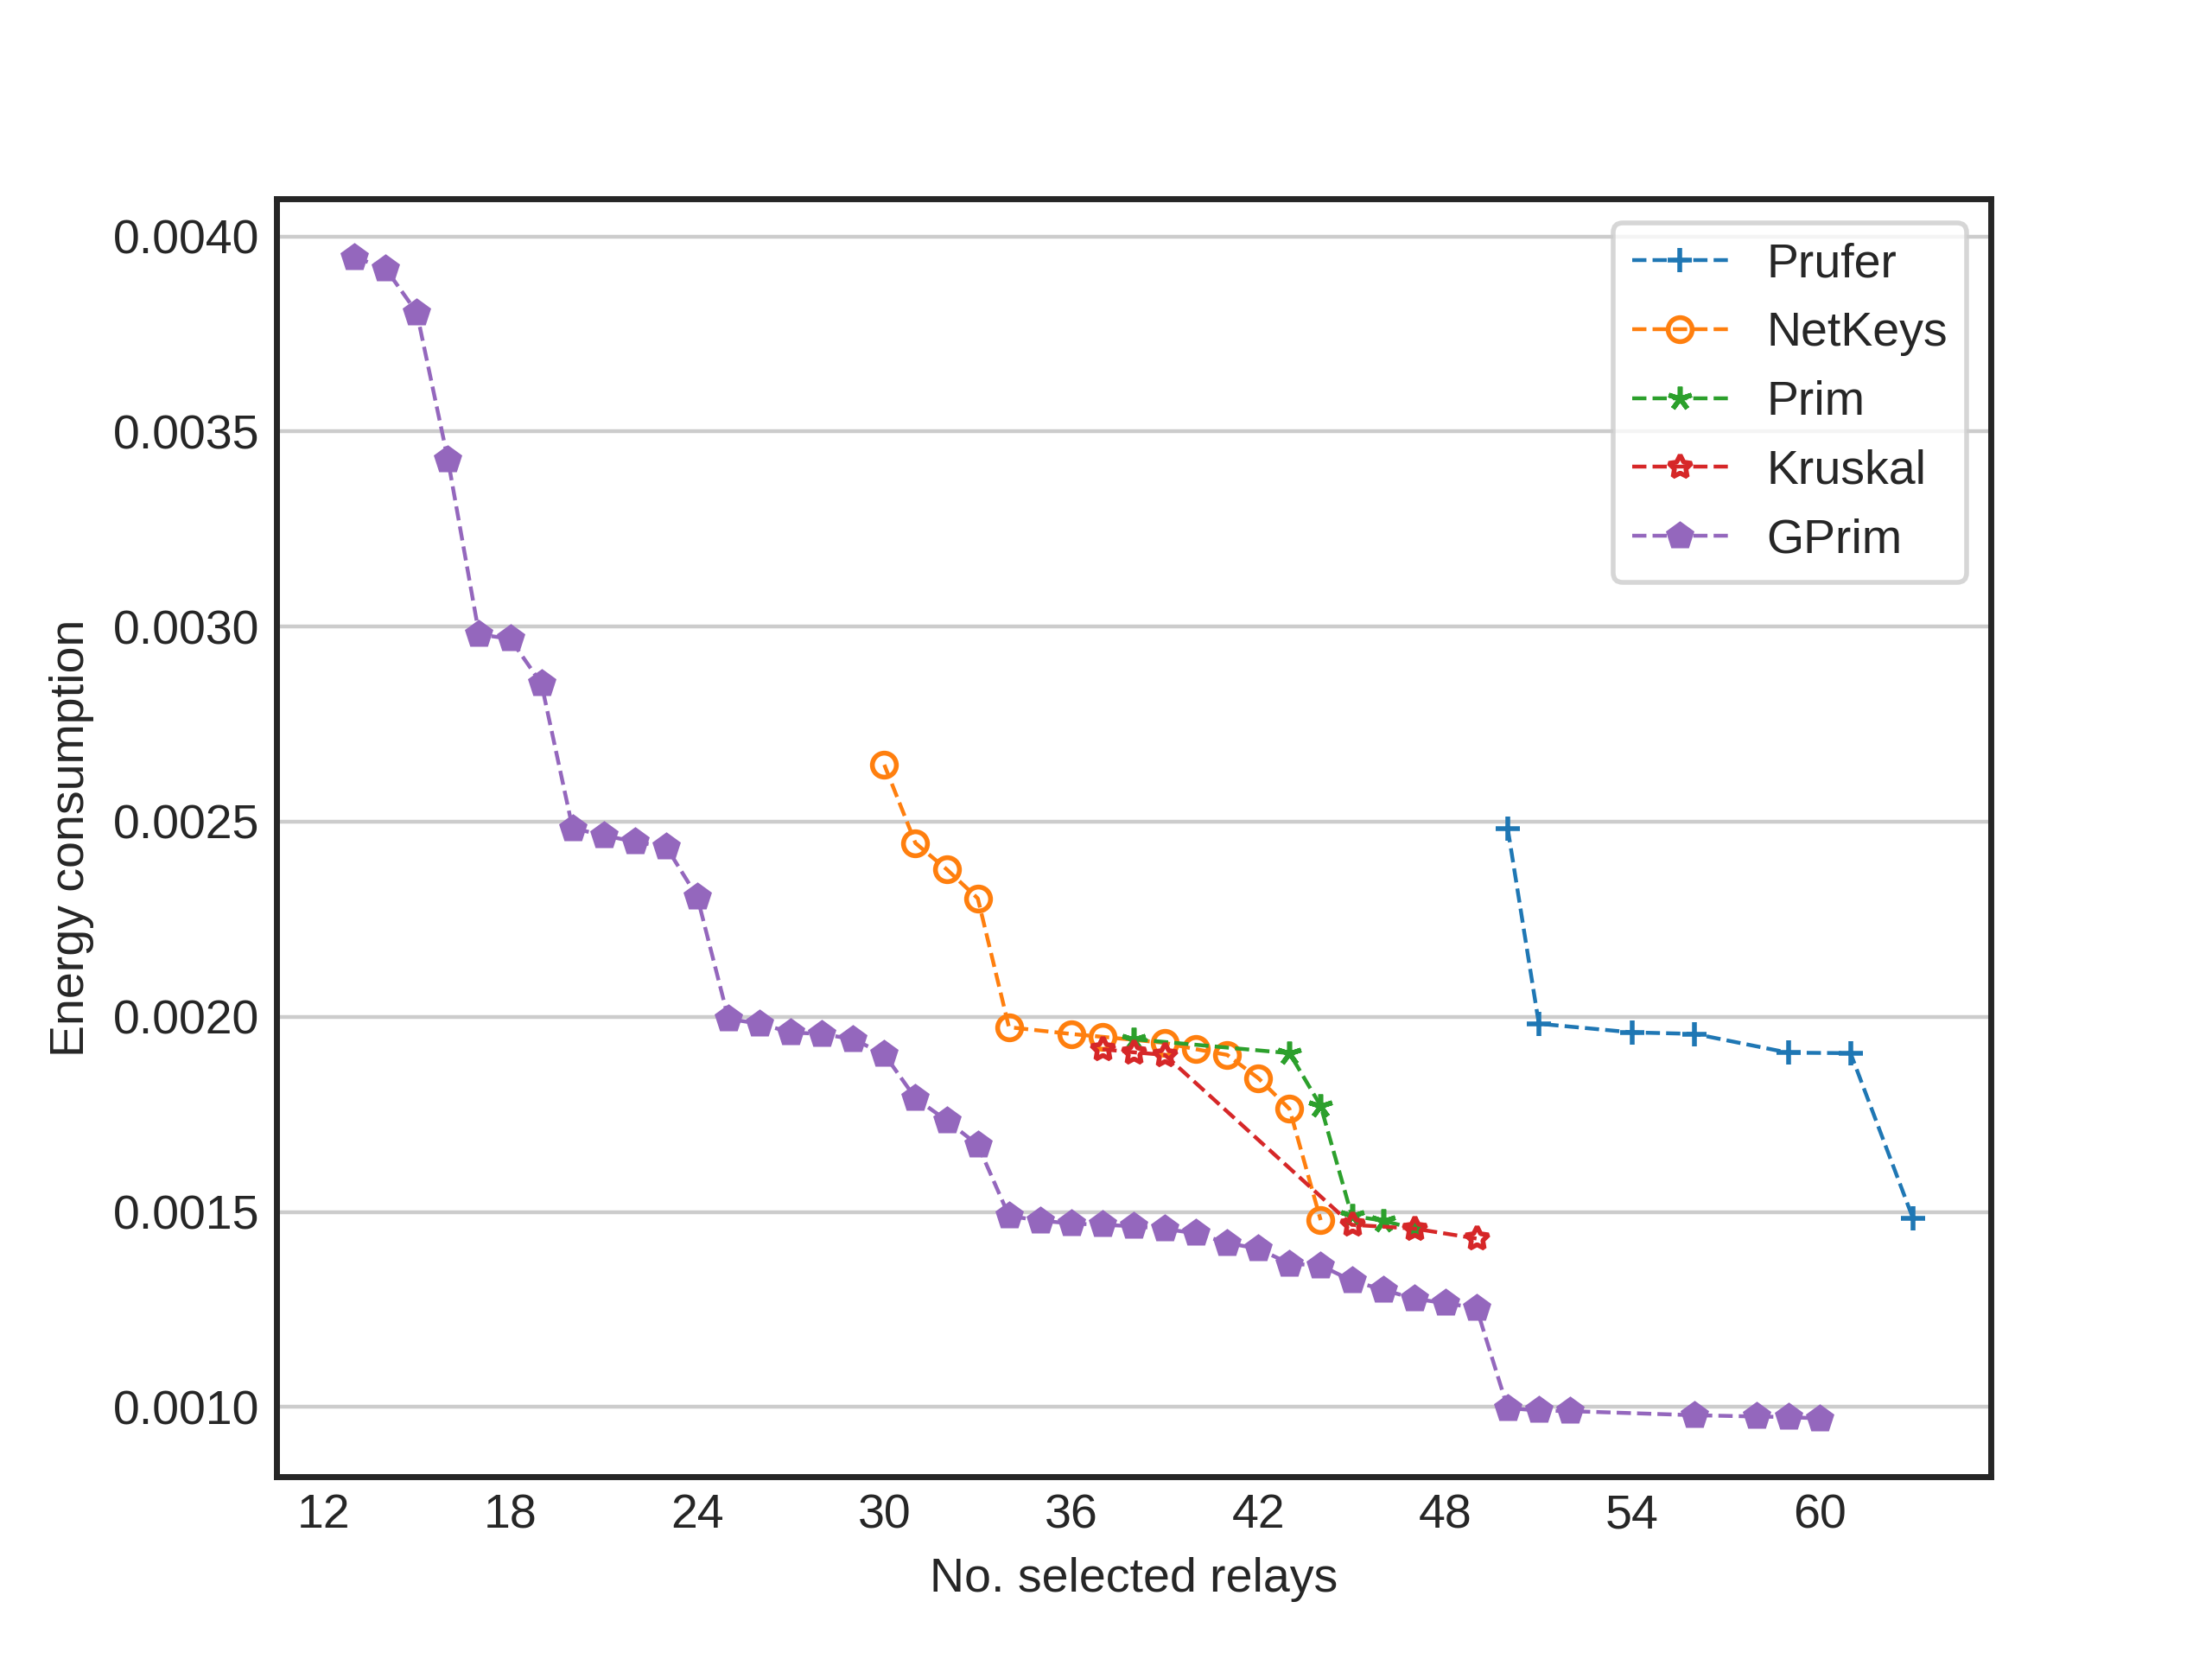 0.0040
0.0035
0.0030
0.0025
0.0020
0.0015
0.0010
Energy consumption
12 18 24 30 36 42 48 54 60
No. selected relays
Prufer
NetKeys
Prim
Kruskal
GPrim